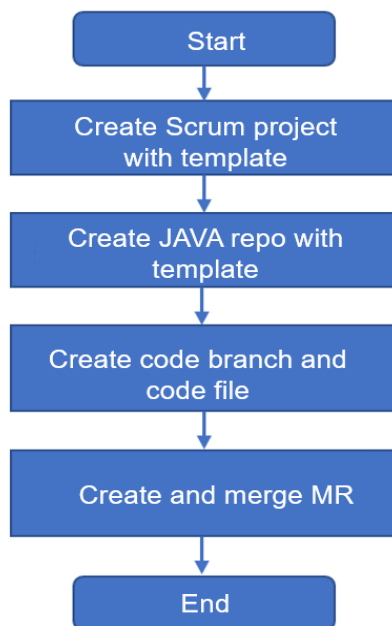 Start
Create Scrum project
with template
Create JAVA repo with
template
Create code branch and
code file
Create and merge MR
End